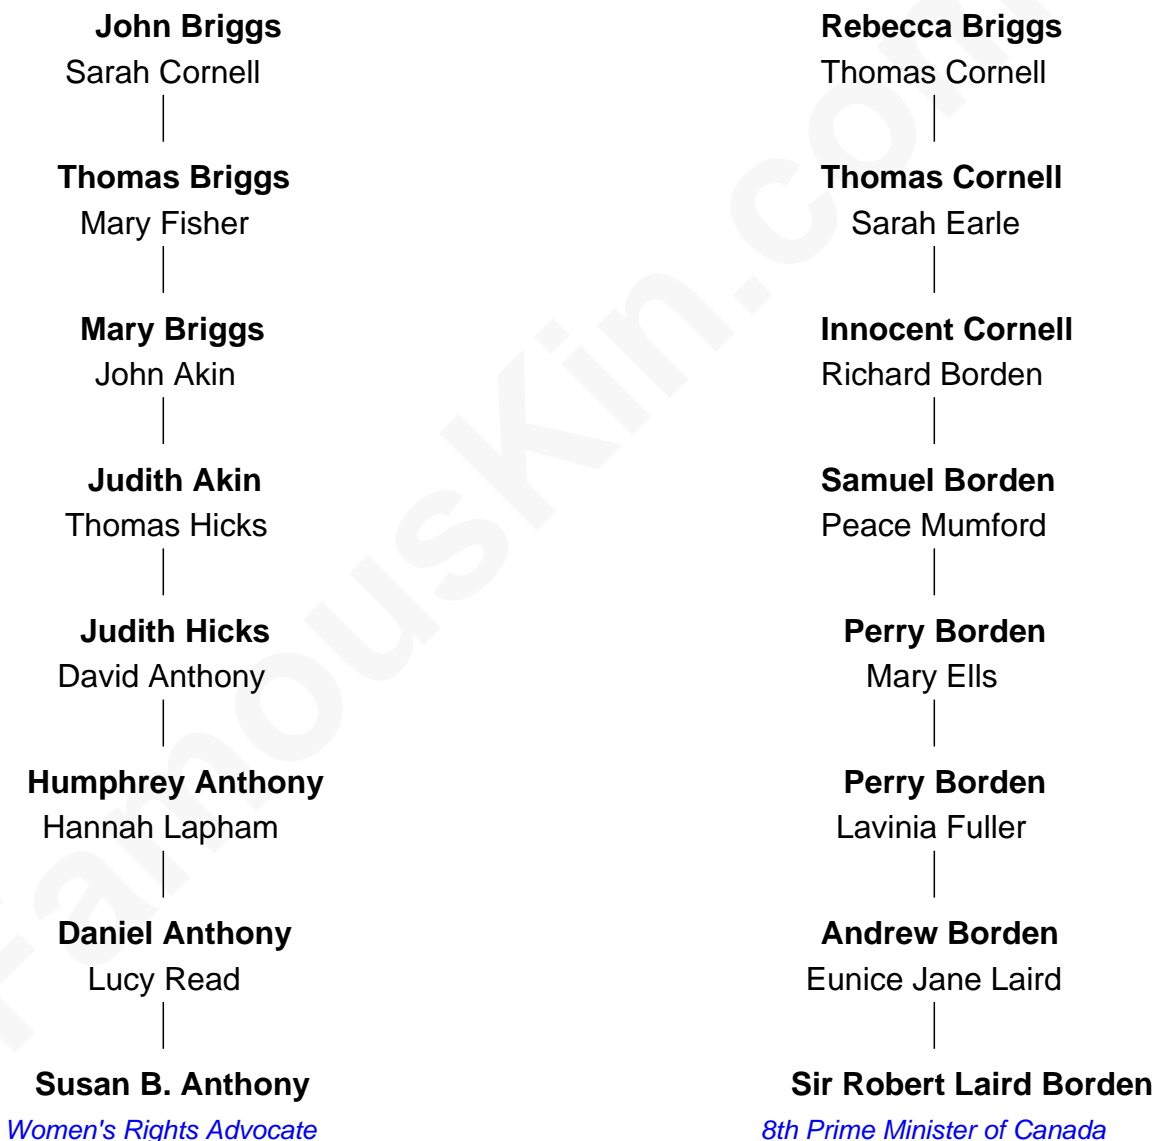 John Briggs
Sarah Cornell
Thomas Briggs
Mary Fisher
Mary Briggs
John Akin
Judith Akin
Thomas Hicks
Judith Hicks
David Anthony
Humphrey Anthony
Hannah Lapham
Daniel Anthony
Lucy Read
Susan B. Anthony
Women's Rights Advocate
Rebecca Briggs
Thomas Cornell
Thomas Cornell
Sarah Earle
Innocent Cornell
Richard Borden
Samuel Borden
Peace Mumford
Perry Borden
Mary Ells
Perry Borden
Lavinia Fuller
Andrew Borden
Eunice Jane Laird
Sir Robert Laird Borden
8th Prime Minister of Canada
FamousKin.com